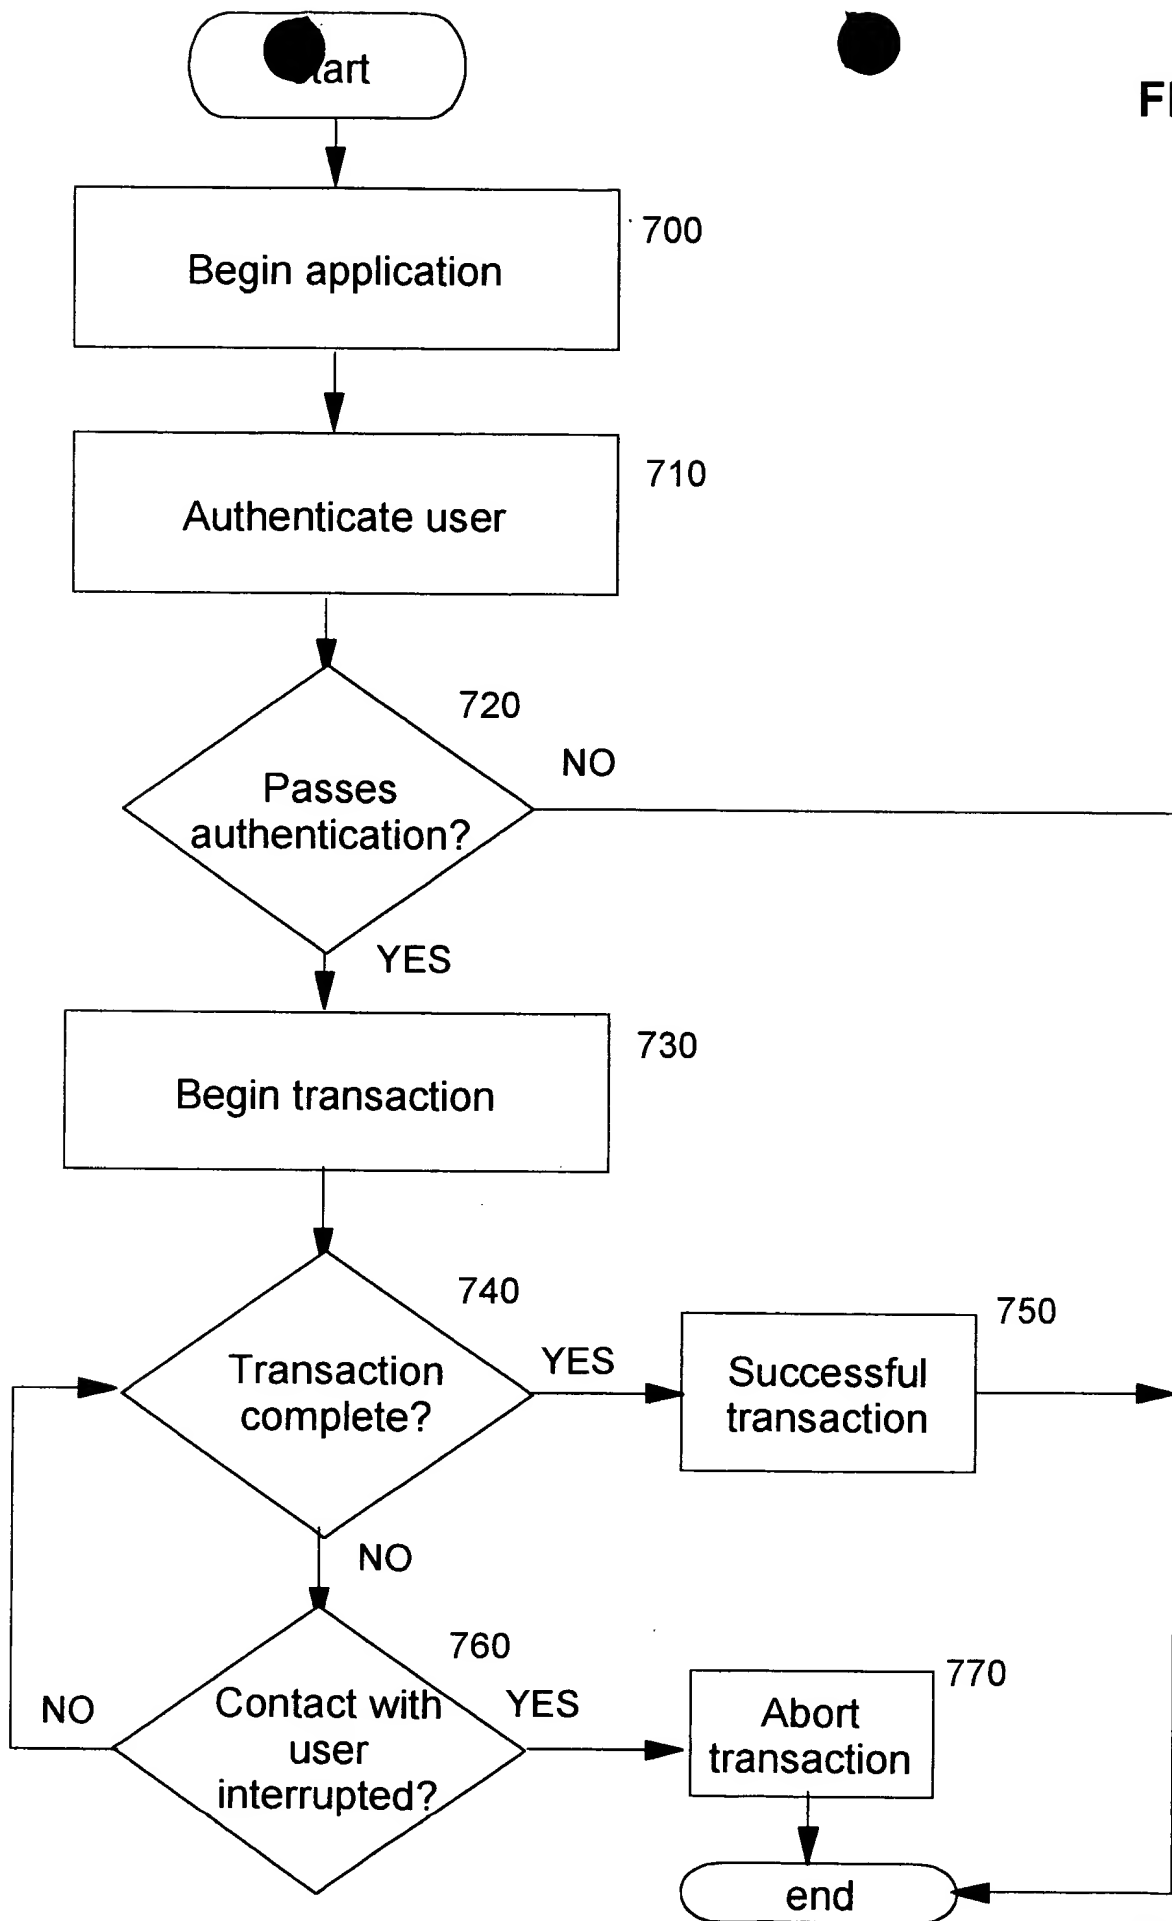 tart
FI
700
Begin application
710
Authenticate user
720
NO
Passes
authentication?
YES
730
Begin transaction
740
750
YES
Transaction
complete?
Successful
transaction
NO
760
770
NO
YES
Contact with
user
interrupted?
Abort
transaction
end